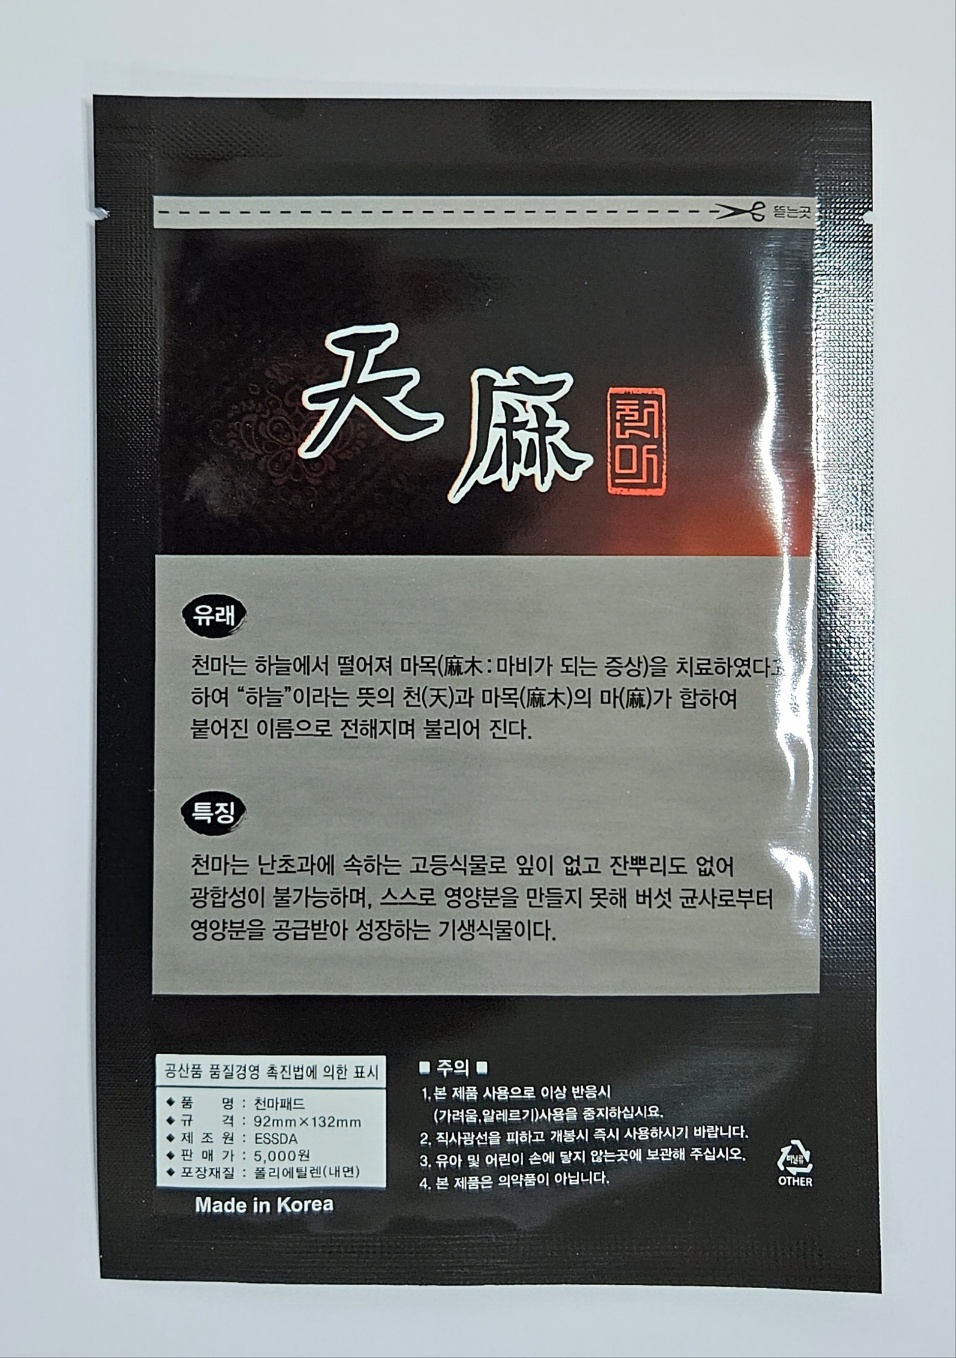 뜯는곳
天麻
천마
유래
천마는 하늘에서 떨어져 마목(麻木:마비가 되는 증상)을 치료하였다고
하여 “하늘”이라는 뜻의 천(天)과 마목(麻木)의 마(麻)가 합하여
붙어진 이름으로 전해지며 불리어 진다.
특징
천마는 난초과에 속하는 고등식물로 잎이 없고 잔뿌리도 없어
광합성이 불가능하며, 스스로 영양분을 만들지 못해 버섯 균사로부터
영양분을 공급받아 성장하는 기생식물이다.
공산품 품질경영 촉진법에 의한 표시
◆ 품 명 : 천마패드
◆ 규 격 : 92mm×132mm
◆ 제 조 원 : ESSDA
◆ 판 매 가 : 5,000원
◆ 포장재질 : 폴리에틸렌(내면)
Made in Korea
■ 주의 ■
1. 본 제품 사용으로 이상 반응시
(가려움,알레르기)사용을 중지하십시요.
2. 직사광선을 피하고 개봉시 즉시 사용하시기 바랍니다.
3. 유아 및 어린이 손에 닿지 않는곳에 보관해 주십시오.
4. 본 제품은 의약품이 아닙니다.
비닐류
OTHER